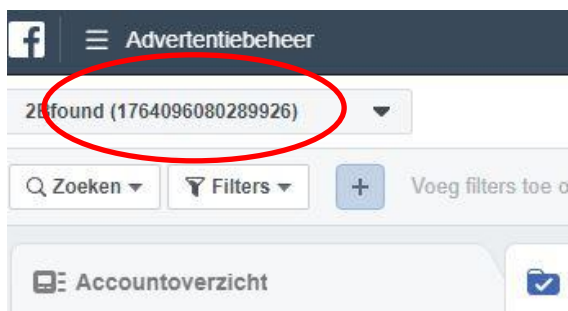 Advertentiebeheer
2Bfound (1764096080289926)
Zoeken Filters + Voeg filters toe o
Accountoverzicht